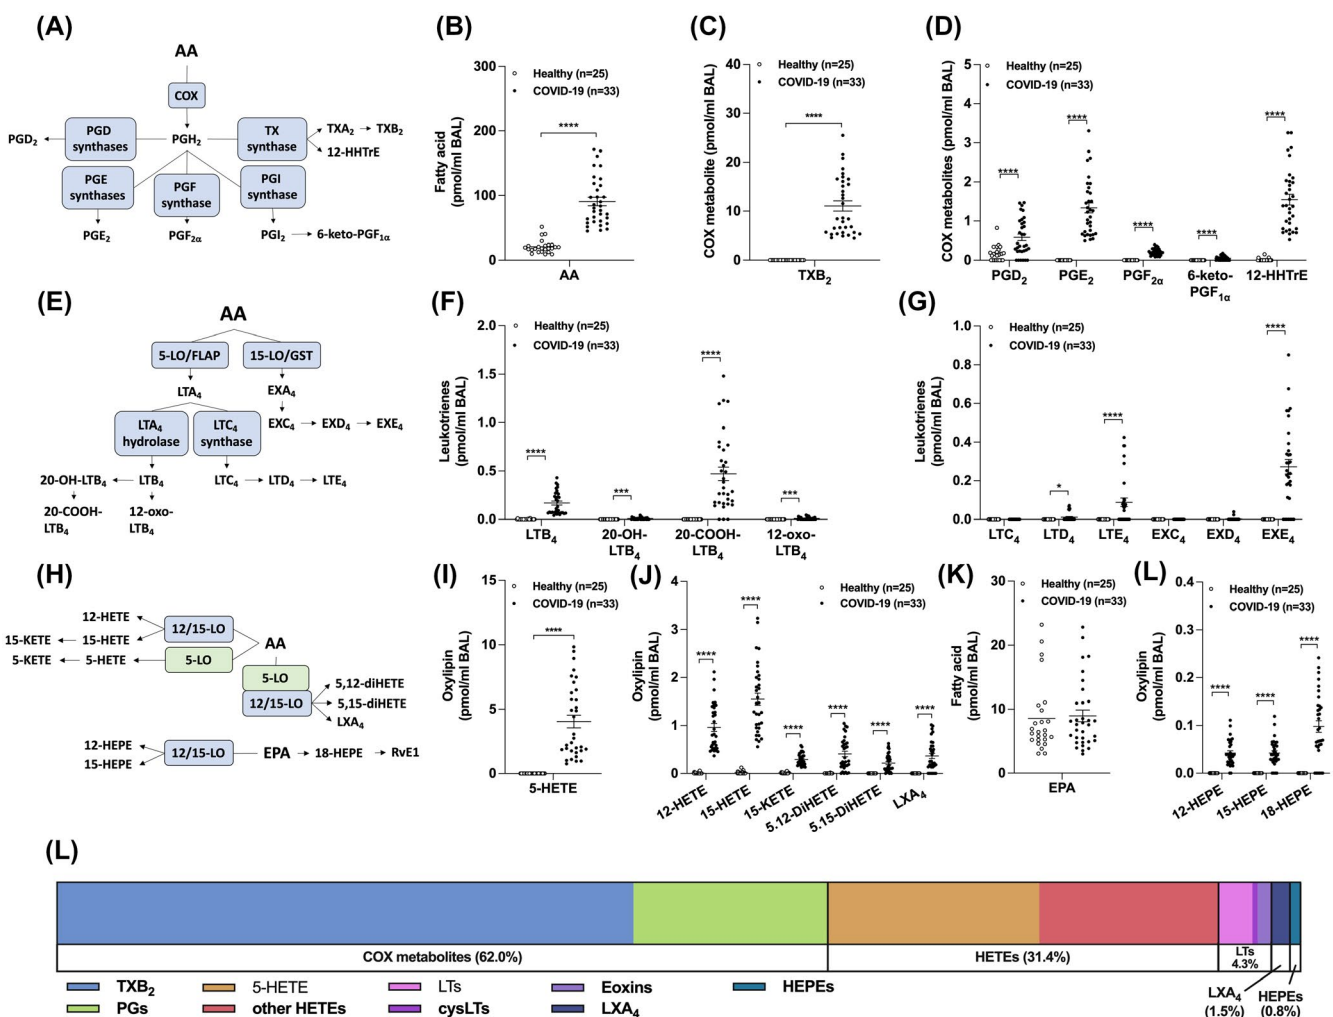 (A)
AA
COX
PGD₂
PGD synthases
PGH₂
TX synthase
TXA₂
TXB₂
12-HHTrE
PGE synthases
PGF synthase
PGI synthase
PGE₂
PGF₂α
PGI₂
6-keto-PGF₁α
(B)
300
200
100
0
Fatty acid
(pmol/ml BAL)
Healthy (n=25)
COVID-19 (n=33)
****
AA
(C)
40
30
20
10
0
COX metabolite (pmol/ml BAL)
Healthy (n=25)
COVID-19 (n=33)
****
TXB₂
(D)
5
4
3
2
1
0
COX metabolites (pmol/ml BAL)
Healthy (n=25)
COVID-19 (n=33)
**** **** **** **** ****
PGD₂ PGE₂ PGF₂α 6-keto- 12-HHTrE
PGF₁α
(E)
AA
5-LO/FLAP 15-LO/GST
LTA₄ EXA₄
LTA₄ hydrolase
LTC₄ synthase
EXC₄ EXD₄ EXE₄
20-OH-LTB₄ LTB₄ LTC₄ LTD₄ LTE₄
20-COOH- 12-oxo-
LTB₄ LTB₄
(F)
2.0
1.5
1.0
0.5
0.0
Leukotrienes
(pmol/ml BAL)
Healthy (n=25)
COVID-19 (n=33)
**** *** **** ***
LTB₄ 20-OH- 20-COOH- 12-oxo-
LTB₄ LTB₄ LTB₄
(G)
1.0
0.8
0.6
0.4
0.2
0.0
Leukotrienes
(pmol/ml BAL)
Healthy (n=25)
COVID-19 (n=33)
* **** ****
LTC₄ LTD₄ LTE₄ EXC₄ EXD₄ EXE₄
(H)
12-HETE
15-KETE 15-HETE
5-KETE 5-HETE
12/15-LO
5-LO
AA
5-LO
12/15-LO
5,12-diHETE
5,15-diHETE
LXA₄
12-HEPE
15-HEPE
12/15-LO
EPA 18-HEPE RvE1
(I)
15
10
5
0
Oxylipin
(pmol/ml BAL)
Healthy (n=25)
COVID-19 (n=33)
****
5-HETE
(J)
4
3
2
1
0
Oxylipin
(pmol/ml BAL)
Healthy (n=25)
COVID-19 (n=33)
**** **** **** **** **** ****
12-HETE 15-HETE 15-KETE 5.12-DiHETE 5.15-DiHETE LXA₄
(K)
30
20
10
0
Fatty acid
(pmol/ml BAL)
Healthy (n=25)
COVID-19 (n=33)
EPA
(L)
0.4
0.3
0.2
0.1
0.0
Oxylipin
(pmol/ml BAL)
Healthy (n=25)
COVID-19 (n=33)
**** **** ****
12-HEPE 15-HEPE 18-HEPE
(L)
COX metabolites (62.0%) HETEs (31.4%) LTs
4.3%
LXA₄ HEPEs
(1.5%) (0.8%)
TXB₂ 5-HETE LTs Eoxins HEPEs
PGs other HETEs cysLTs LXA₄